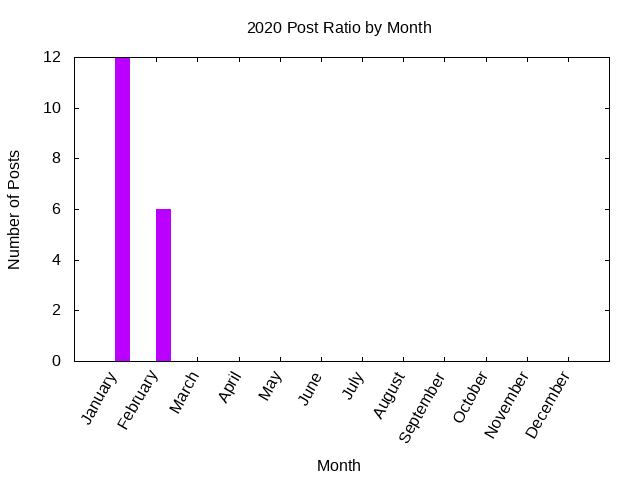 2020 Post Ratio by Month
12
10
8
6
4
2
0
Number of Posts
January
February
March
April
May
June
July
August
September
October
November
December
Month